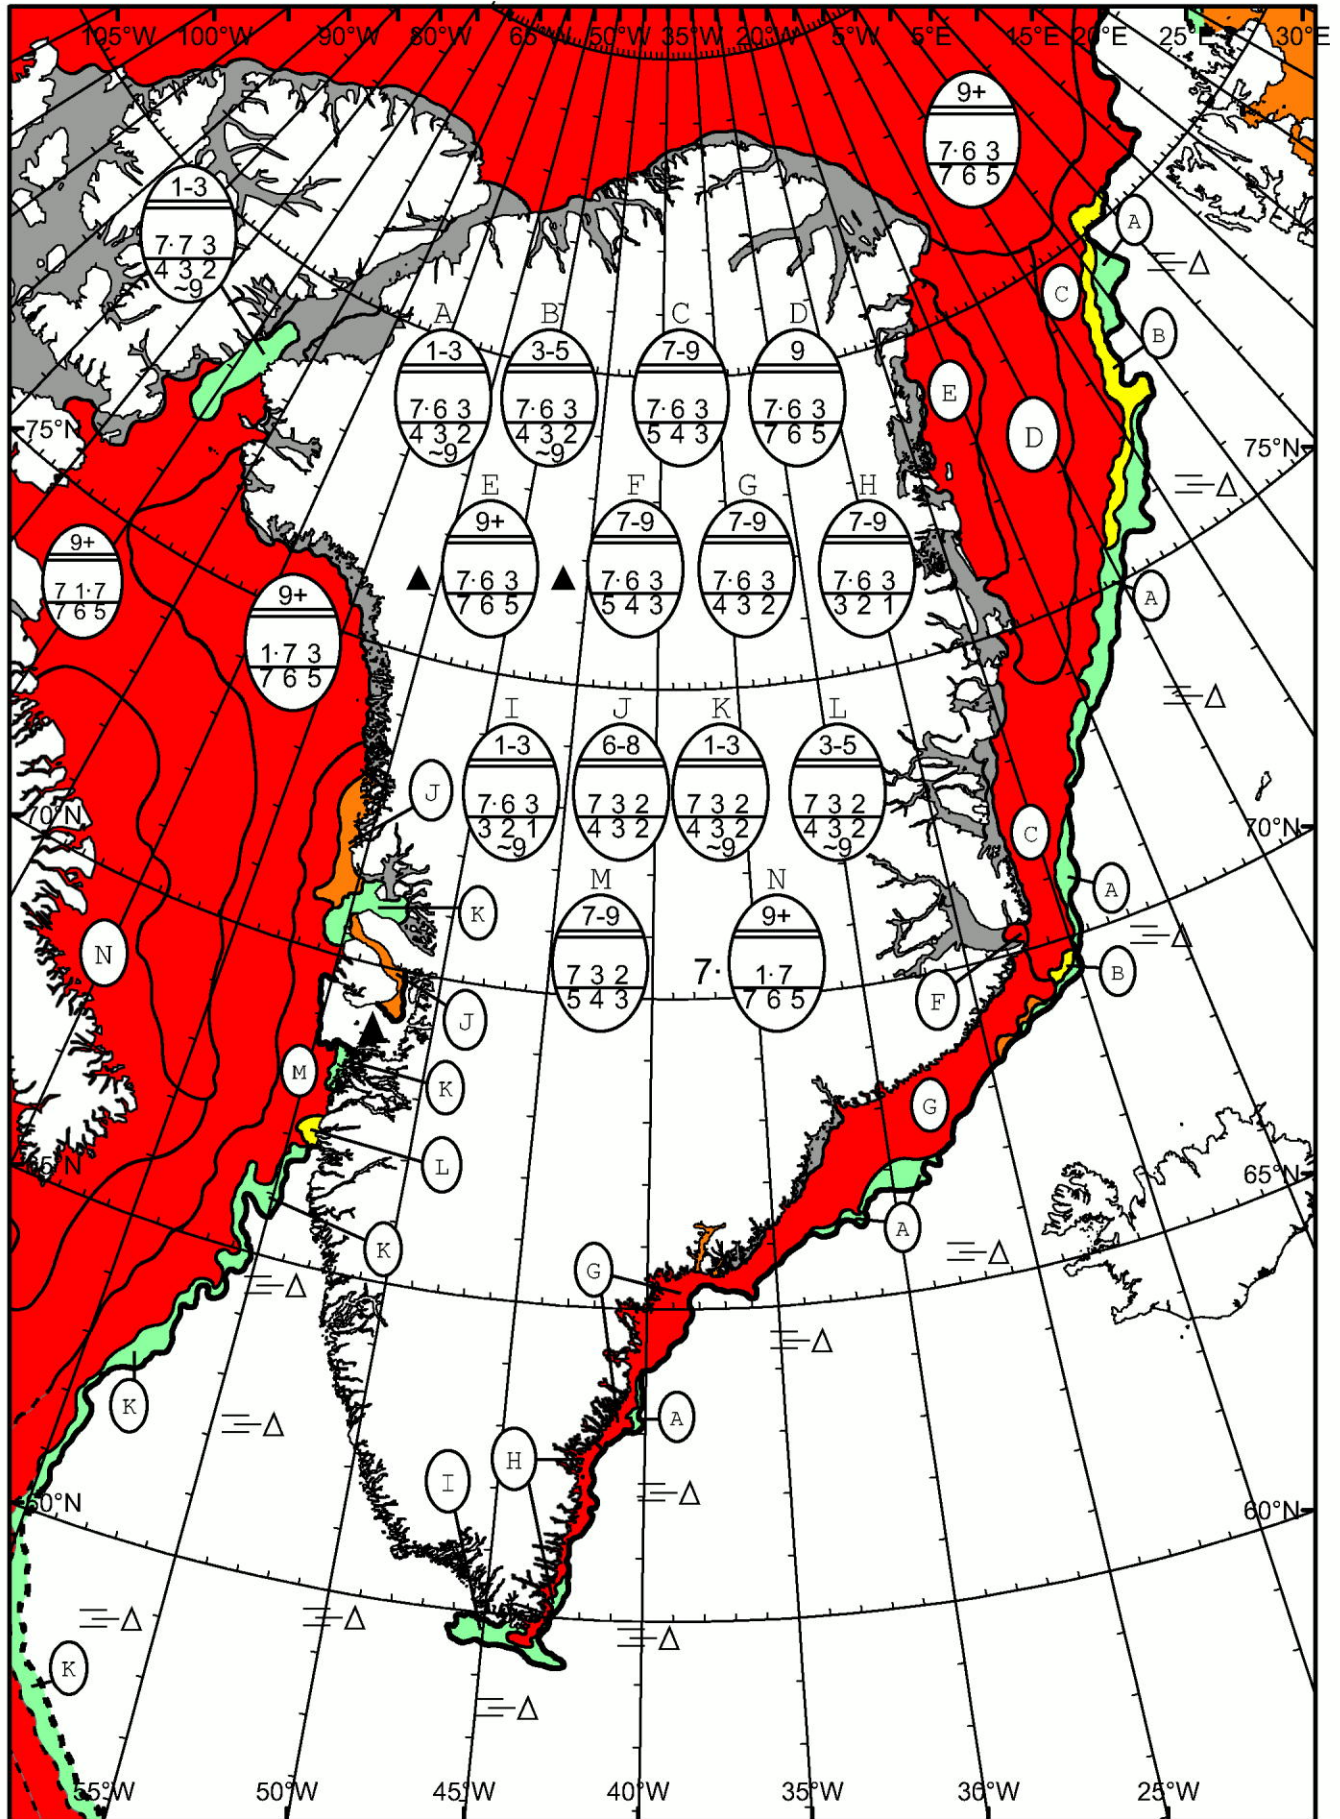 105°W 100°W 90°W 80°W 65°W 50°W 35°W 20°W 5°W 5°E 15°E 20°E 25°E 30°E
9+
7·6 3
7 6 5
1-3
7·7 3
4 3 2
~9
A
C
B
A B C D
1-3 3-5 7-9 9
7·6 3 7·6 3 7·6 3 7·6 3
4 3 2 4 3 2 5 4 3 7 6 5
~9 ~9
E
D
75°N 75°N
E F G H
9+ 7-9 7-9 7-9
7·6 3 7·6 3 7·6 3 7·6 3
7 6 5 5 4 3 4 3 2 3 2 1
9+
7 1·7
7 6 5
9+
1·7 3
7 6 5
A
I J K L
1-3 6-8 1-3 3-5
7·6 3 7 3 2 7 3 2 7 3 2
3 2 1 4 3 2 4 3 2 4 3 2
~9 ~9 ~9
J
70°N 70°N
C
K
A
M N
7-9 9+
7 3 2 7· 1·7
5 4 3 7 6 5
N
B
F
J
M
K
G
L
65°N 65°N
A
K
G
K
A
H
I
60°N 60°N
K
55°W 50°W 45°W 40°W 35°W 30°W 25°W